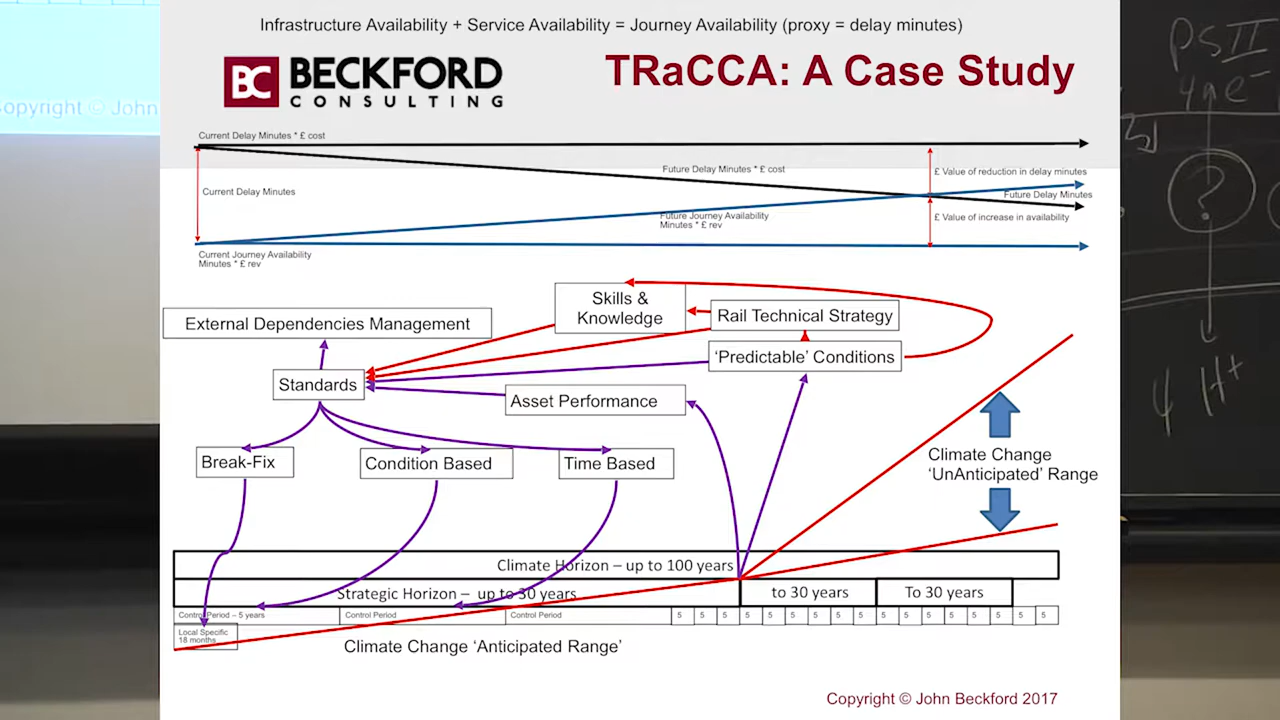 Infrastructure Availability + Service Availability = Journey Availability (proxy = delay minutes)
BC BECKFORD
CONSULTING
TRaCCA: A Case Study
Copyright © John
PSII
4 H+
Current Delay Minutes * £ cost
Future Delay Minutes * £ cost
£ Value of reduction in delay minutes
Current Delay Minutes
Future Delay Minutes
Future Journey Availability
Minutes * £ rev
£ Value of increase in availability
Current Journey Availability
Minutes * £ rev
Skills &
Knowledge
Rail Technical Strategy
External Dependencies Management
'Predictable' Conditions
Standards
Asset Performance
Break-Fix
Condition Based
Time Based
Climate Change
'UnAnticipated' Range
Climate Horizon – up to 100 years
Strategic Horizon – up to 30 years
to 30 years
To 30 years
Control Period – 5 years
Control Period
Control Period
5 5 5 5 5 5 5 5 5 5 5 5 5 5 5 5 5
Local Specific
18 months
Climate Change 'Anticipated Range'
Copyright © John Beckford 2017